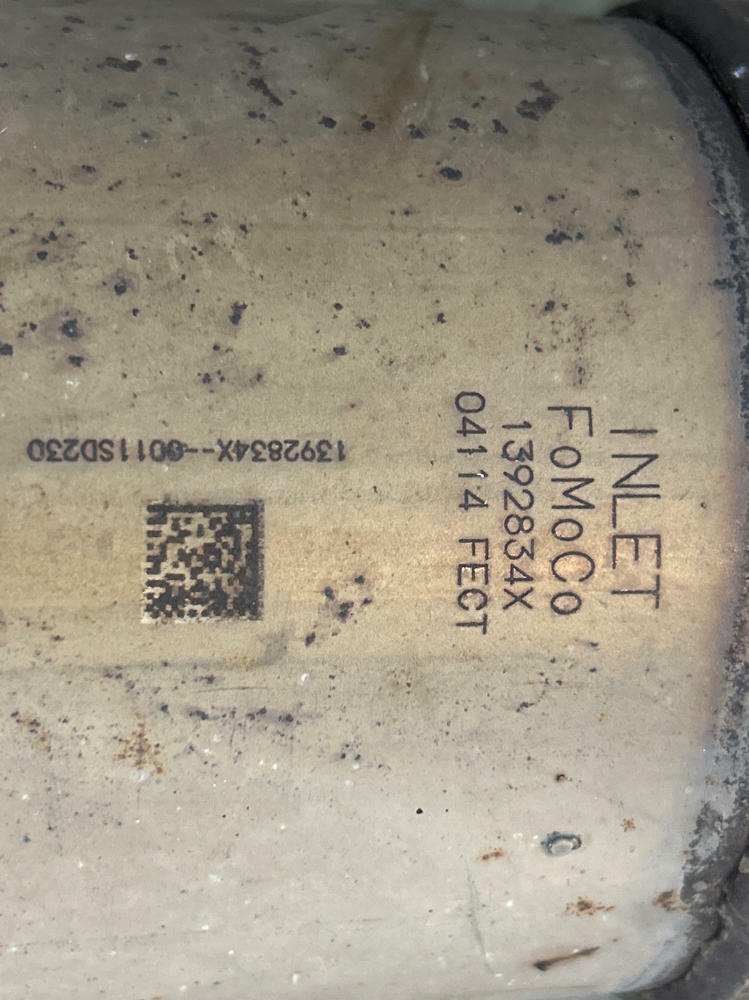 INLET
FoMoCo
1392834X
04114 FECT
1392834X--0011SD230